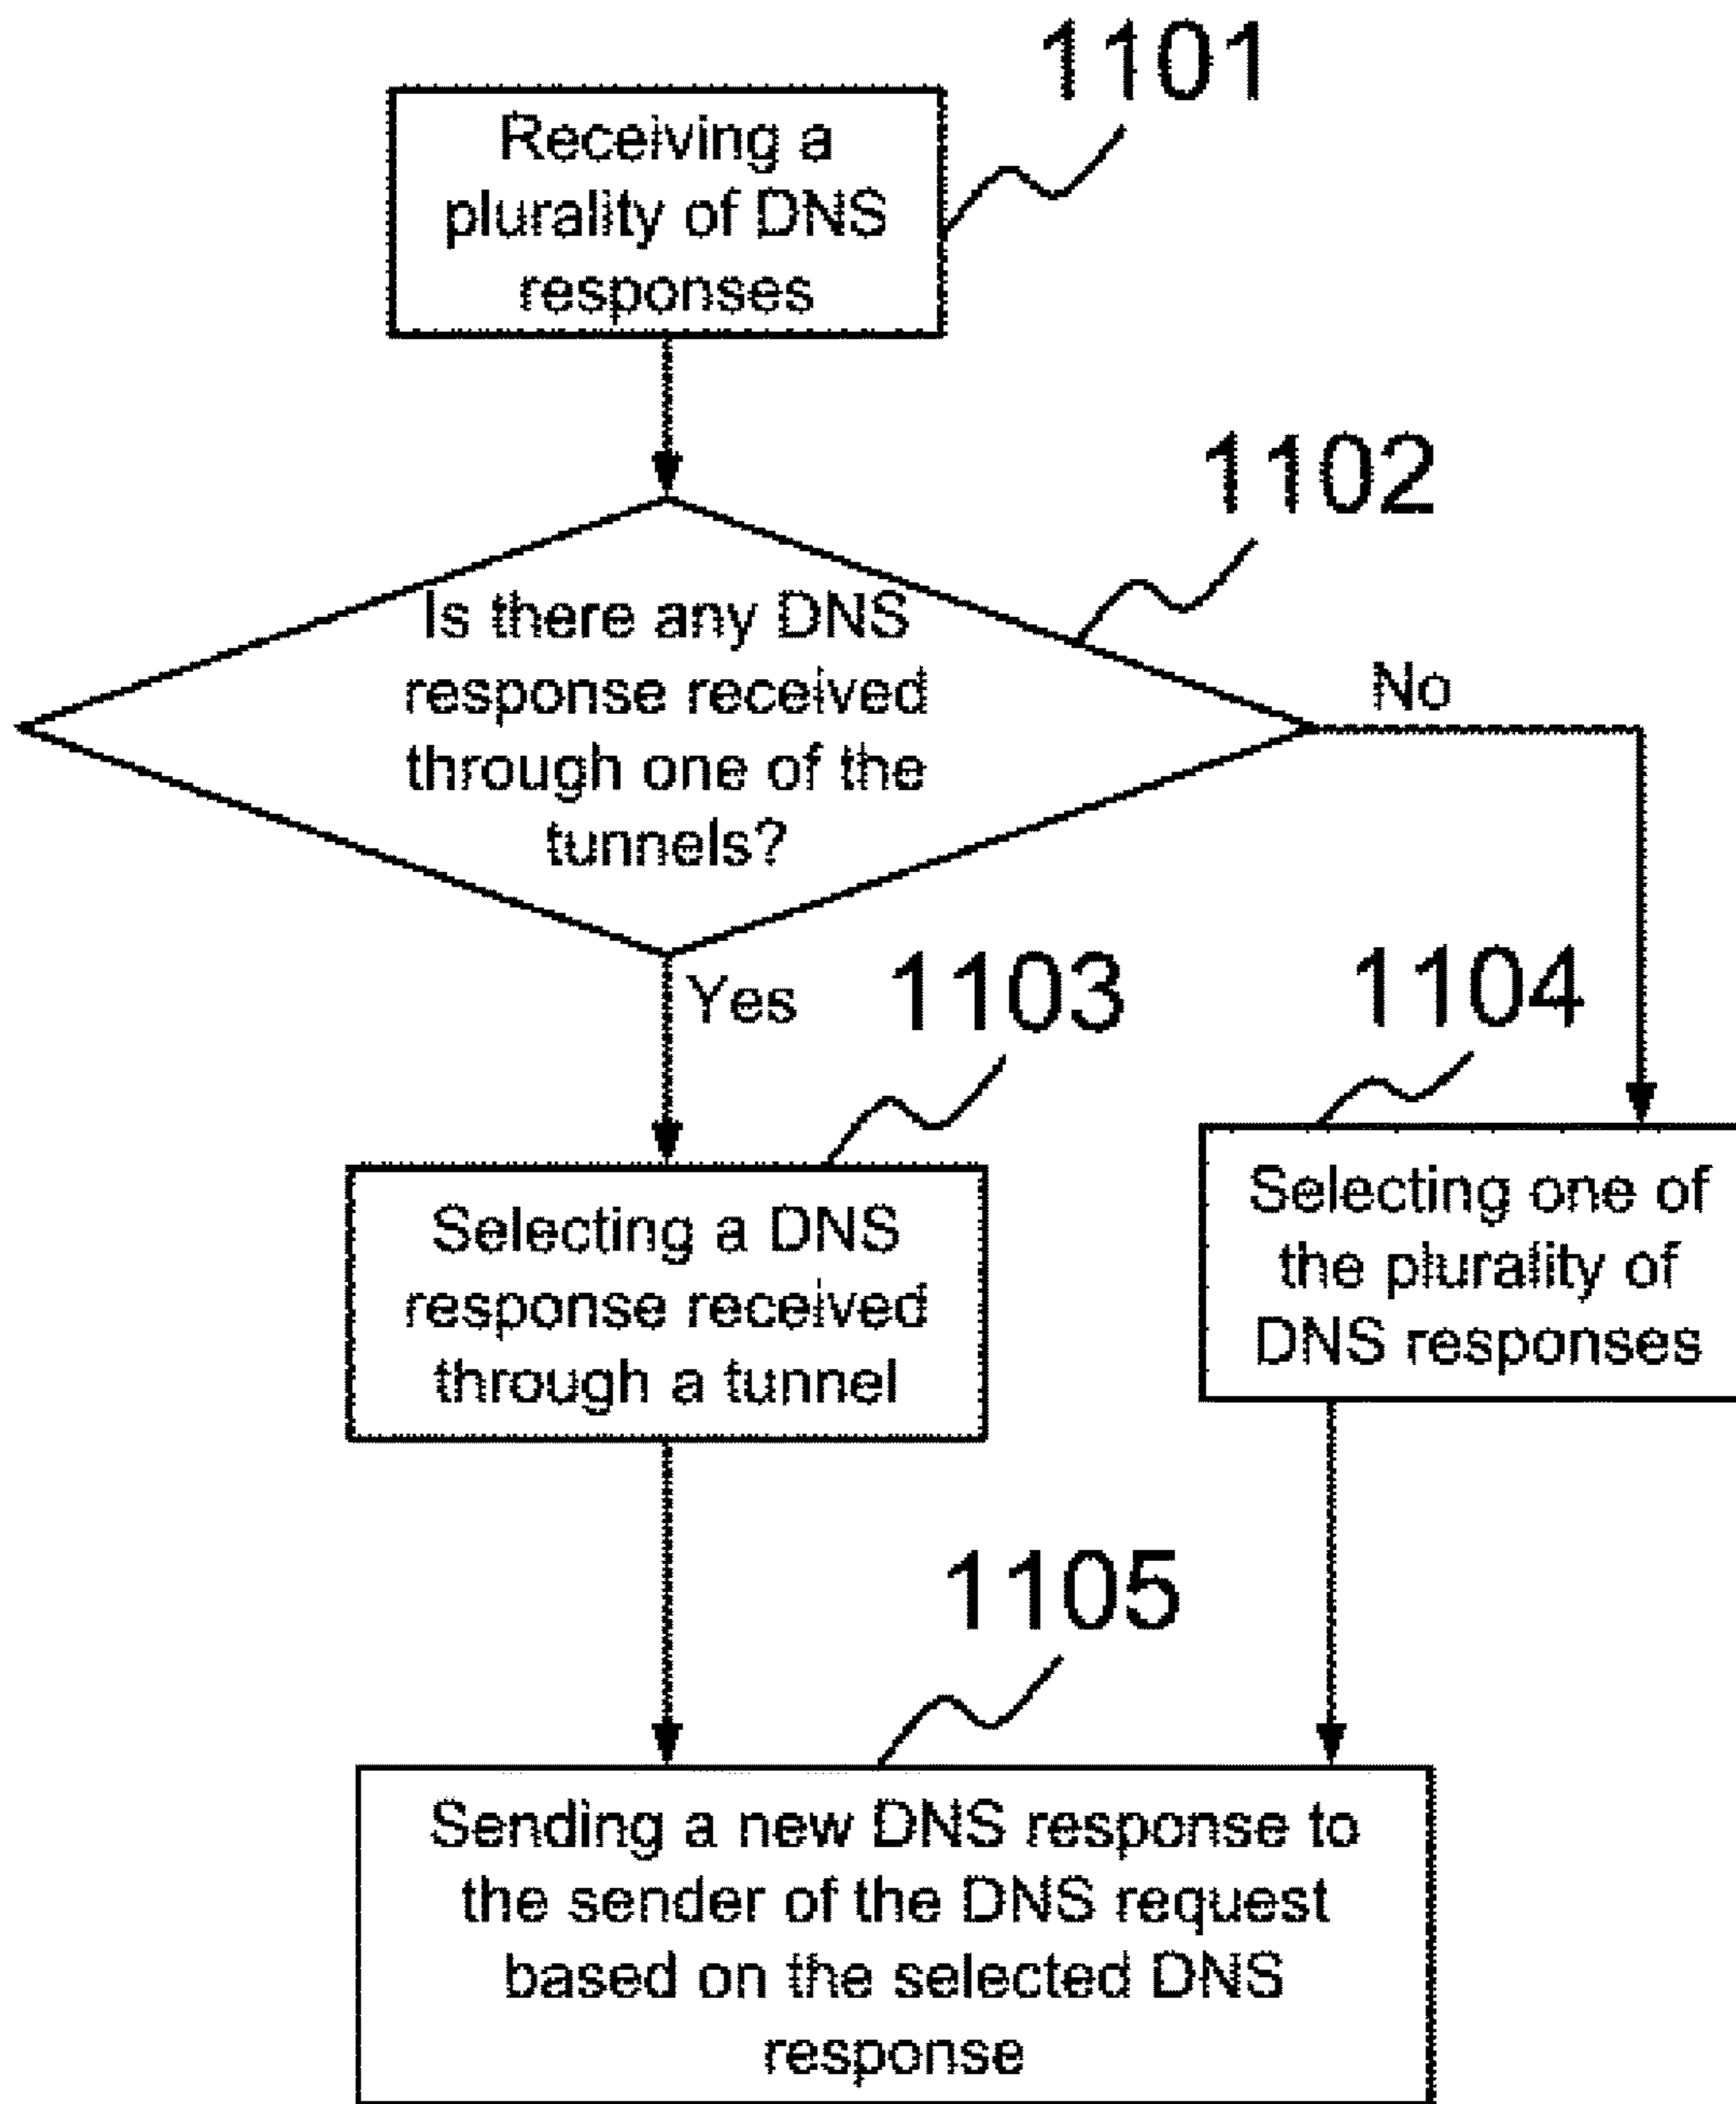 1101
Receiving a
plurality of DNS
responses
1102
Is there any DNS
response received
through one of the
tunnels?
No
Yes
1103
1104
Selecting a DNS
response received
through a tunnel
Selecting one of
the plurality of
DNS responses
1105
Sending a new DNS response to
the sender of the DNS request
based on the selected DNS
response